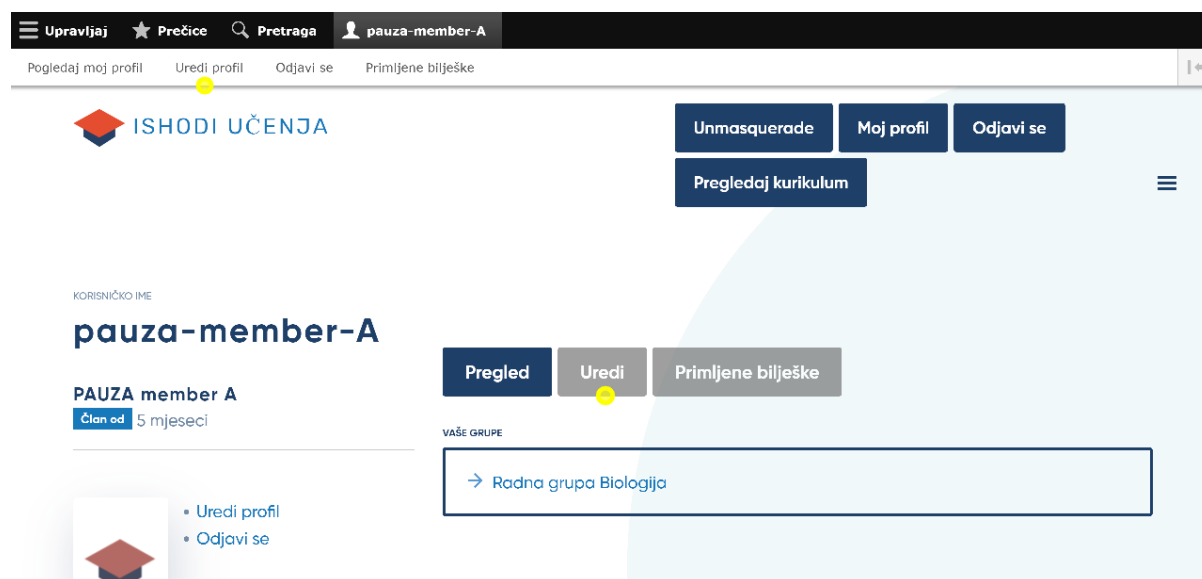 Upravljaj Prečice Pretraga pauza-member-A
Pogledaj moj profil Uredi profil Odjavi se Primljene bilješke
ISHODI UČENJA
Unmasquerade Moj profil Odjavi se
Pregledaj kurikulum
KORISNIČKO IME
pauza-member-A
Pregled Uredi Primljene bilješke
PAUZA member A
Član od 5 mjeseci
VAŠE GRUPE
Radna grupa Biologija
Uredi profil
Odjavi se